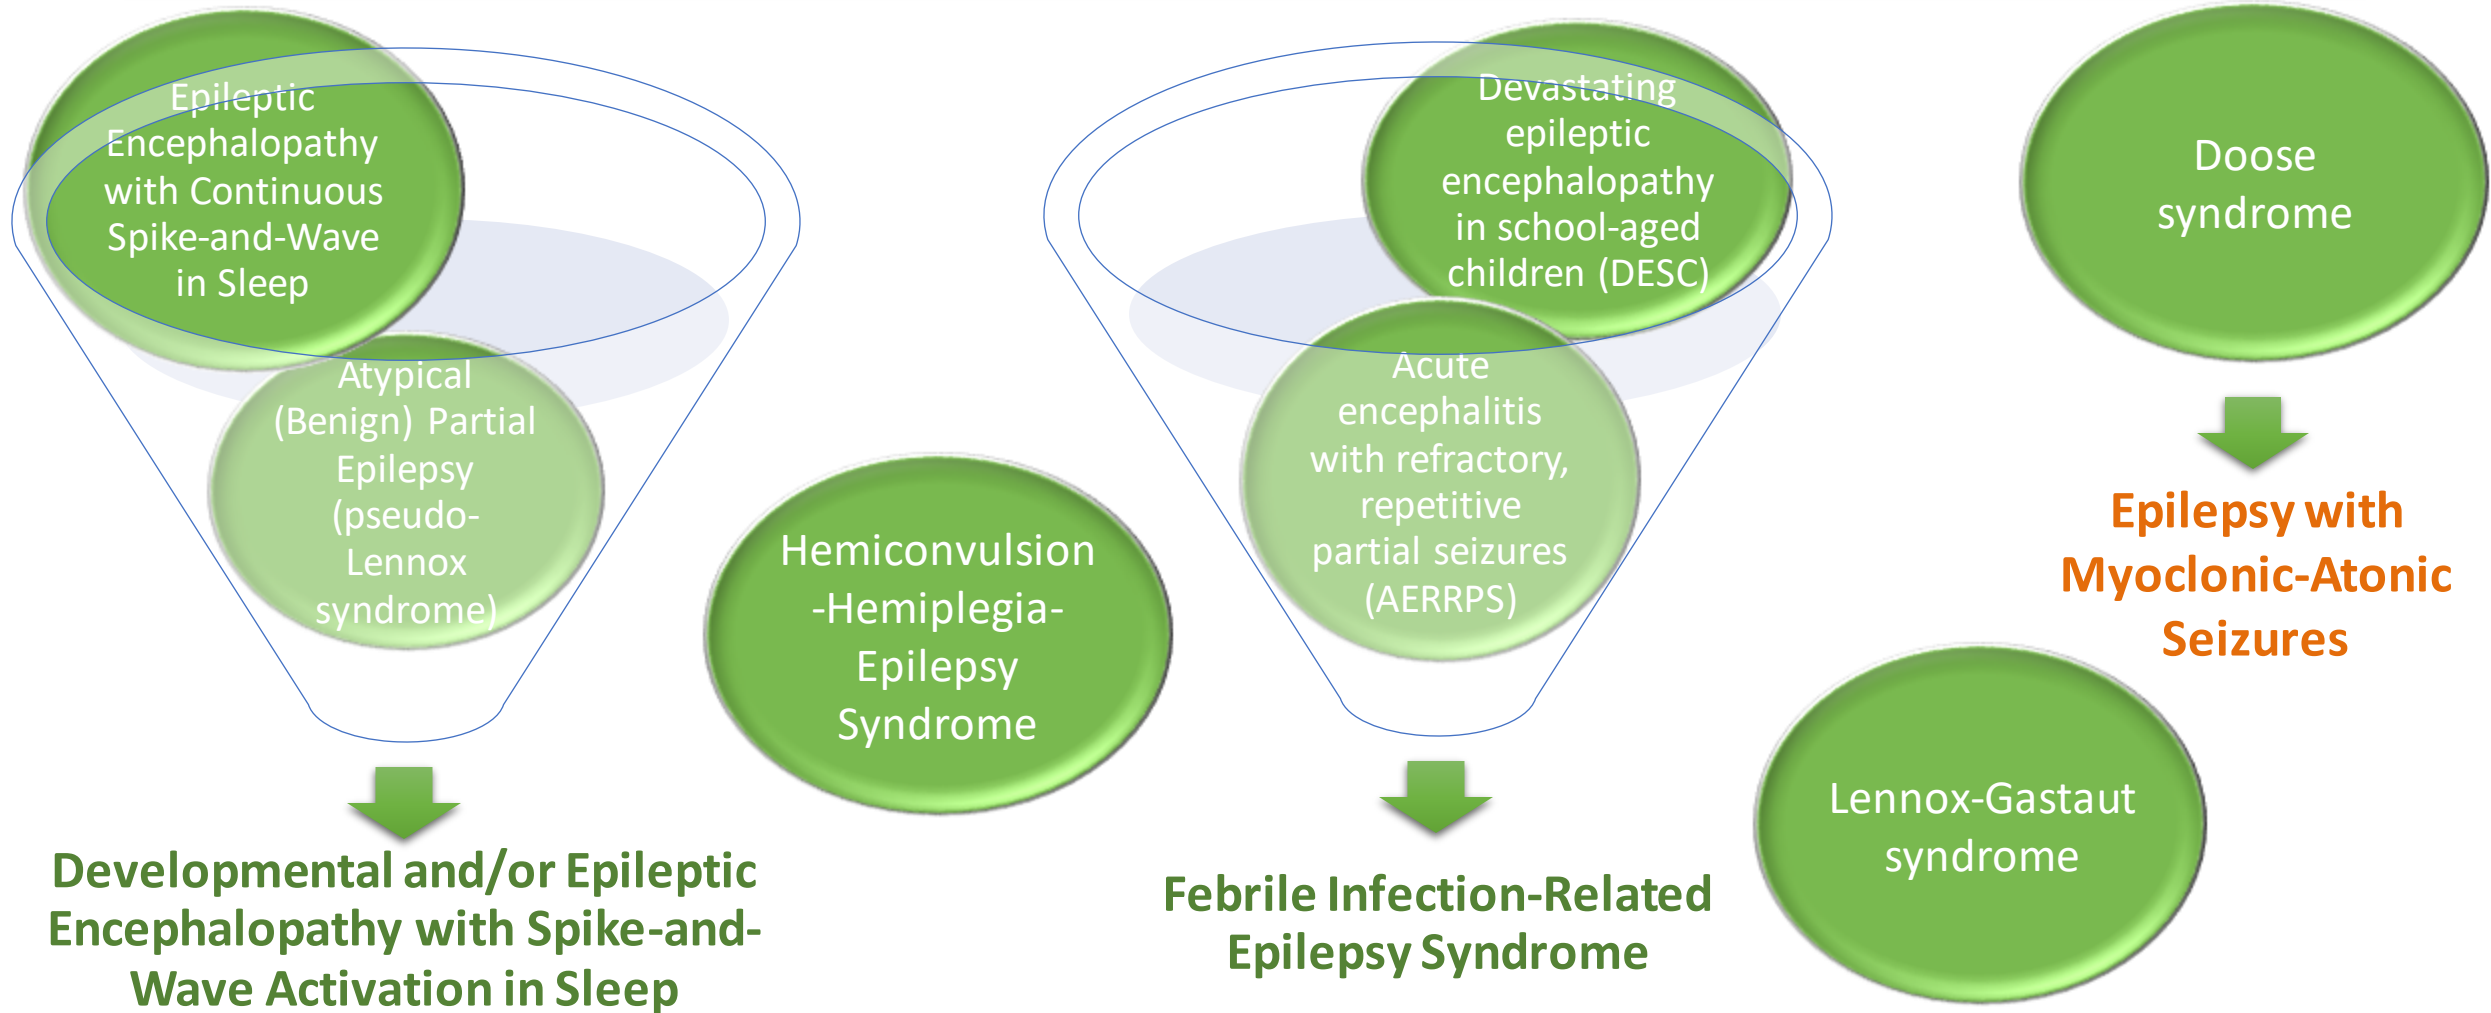 Epileptic
Encephalopathy
with Continuous
Spike-and-Wave
in Sleep
Atypical
(Benign) Partial
Epilepsy
(pseudo-
Lennox
syndrome)
Developmental and/or Epileptic
Encephalopathy with Spike-and-
Wave Activation in Sleep
Hemiconvulsion
-Hemiplegia-
Epilepsy
Syndrome
Devastating
epileptic
encephalopathy
in school-aged
children (DESC)
Acute
encephalitis
with refractory,
repetitive
partial seizures
(AERRPS)
Febrile Infection-Related
Epilepsy Syndrome
Doose
syndrome
Epilepsy with
Myoclonic-Atonic
Seizures
Lennox-Gastaut
syndrome